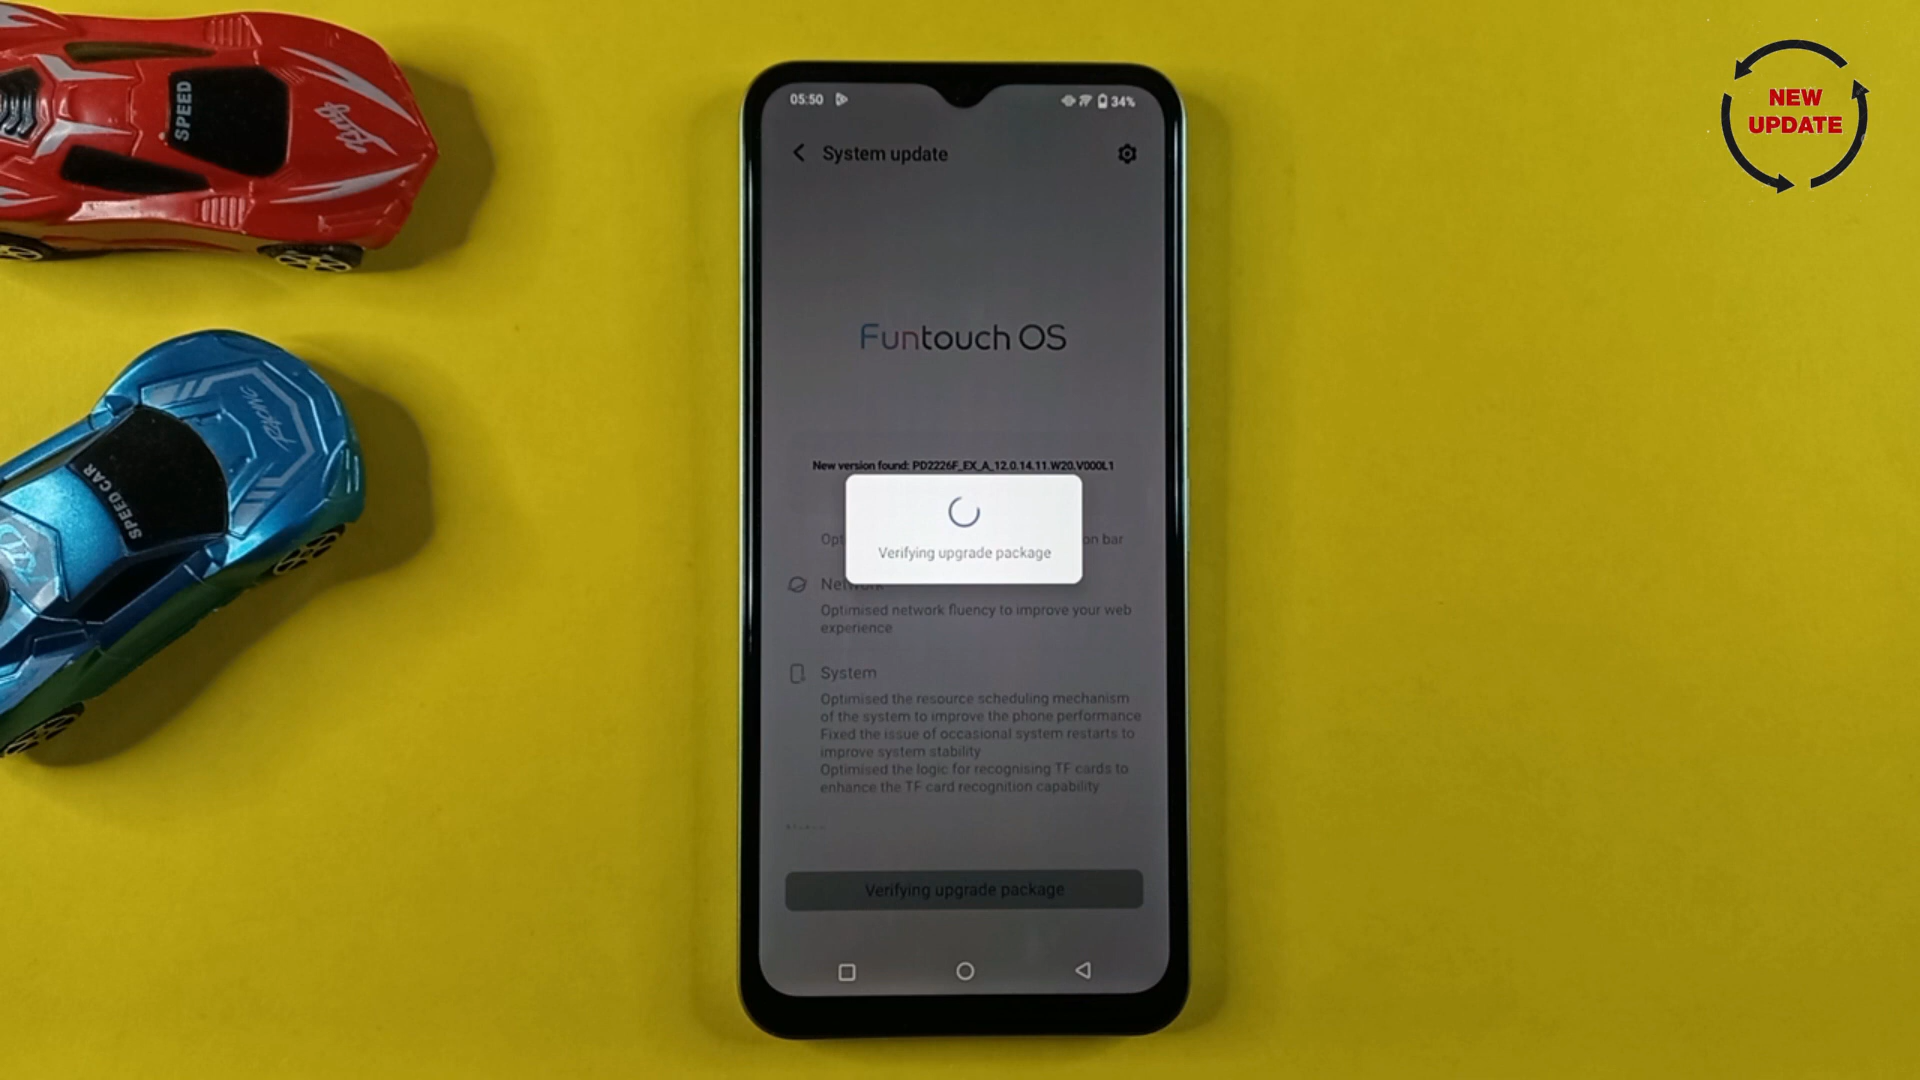 SPEED
SPEED CAR
RACING
05:50
34%
System update
Funtouch OS
New version found: PD2226F_EX_A_12.0.14.11.W20.V000L1
Opt
on bar
Verifying upgrade package
Network
Optimised network fluency to improve your web
experience
System
Optimised the resource scheduling mechanism
of the system to improve the phone performance
Fixed the issue of occasional system restarts to
improve system stability
Optimised the logic for recognising TF cards to
enhance the TF card recognition capability
Verifying upgrade package
NEW
UPDATE